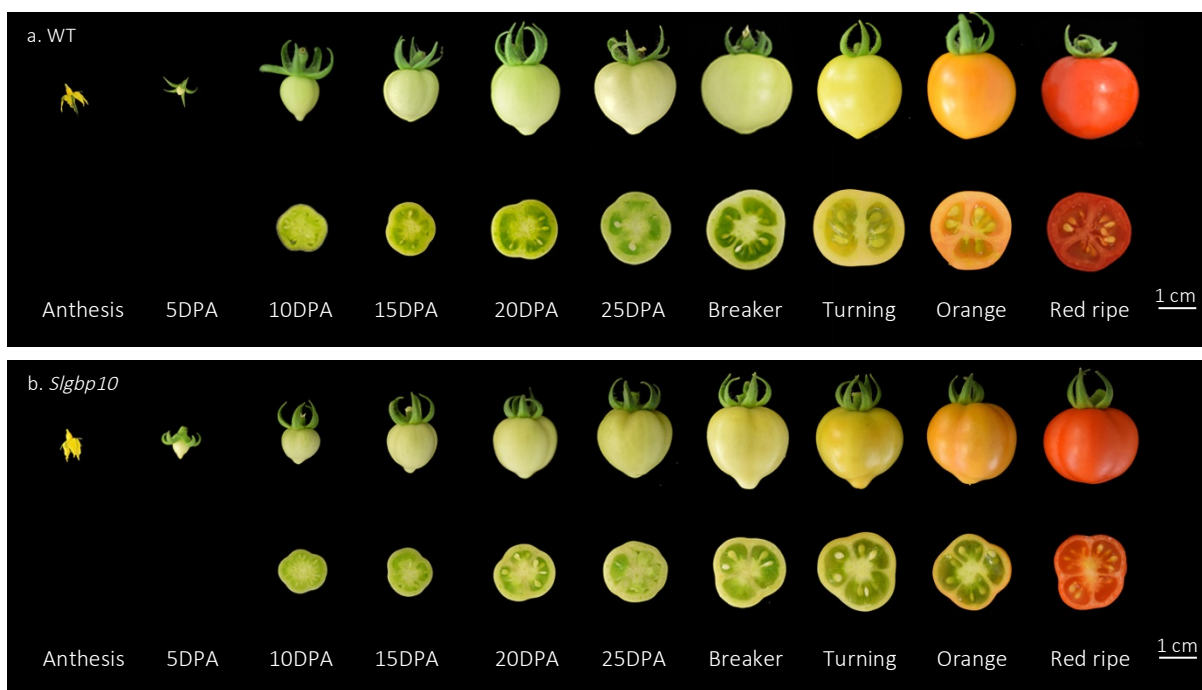 a. WT
Anthesis 5DPA 10DPA 15DPA 20DPA 25DPA Breaker Turning Orange Red ripe 1 cm
b. Slgbp10
Anthesis 5DPA 10DPA 15DPA 20DPA 25DPA Breaker Turning Orange Red ripe 1 cm